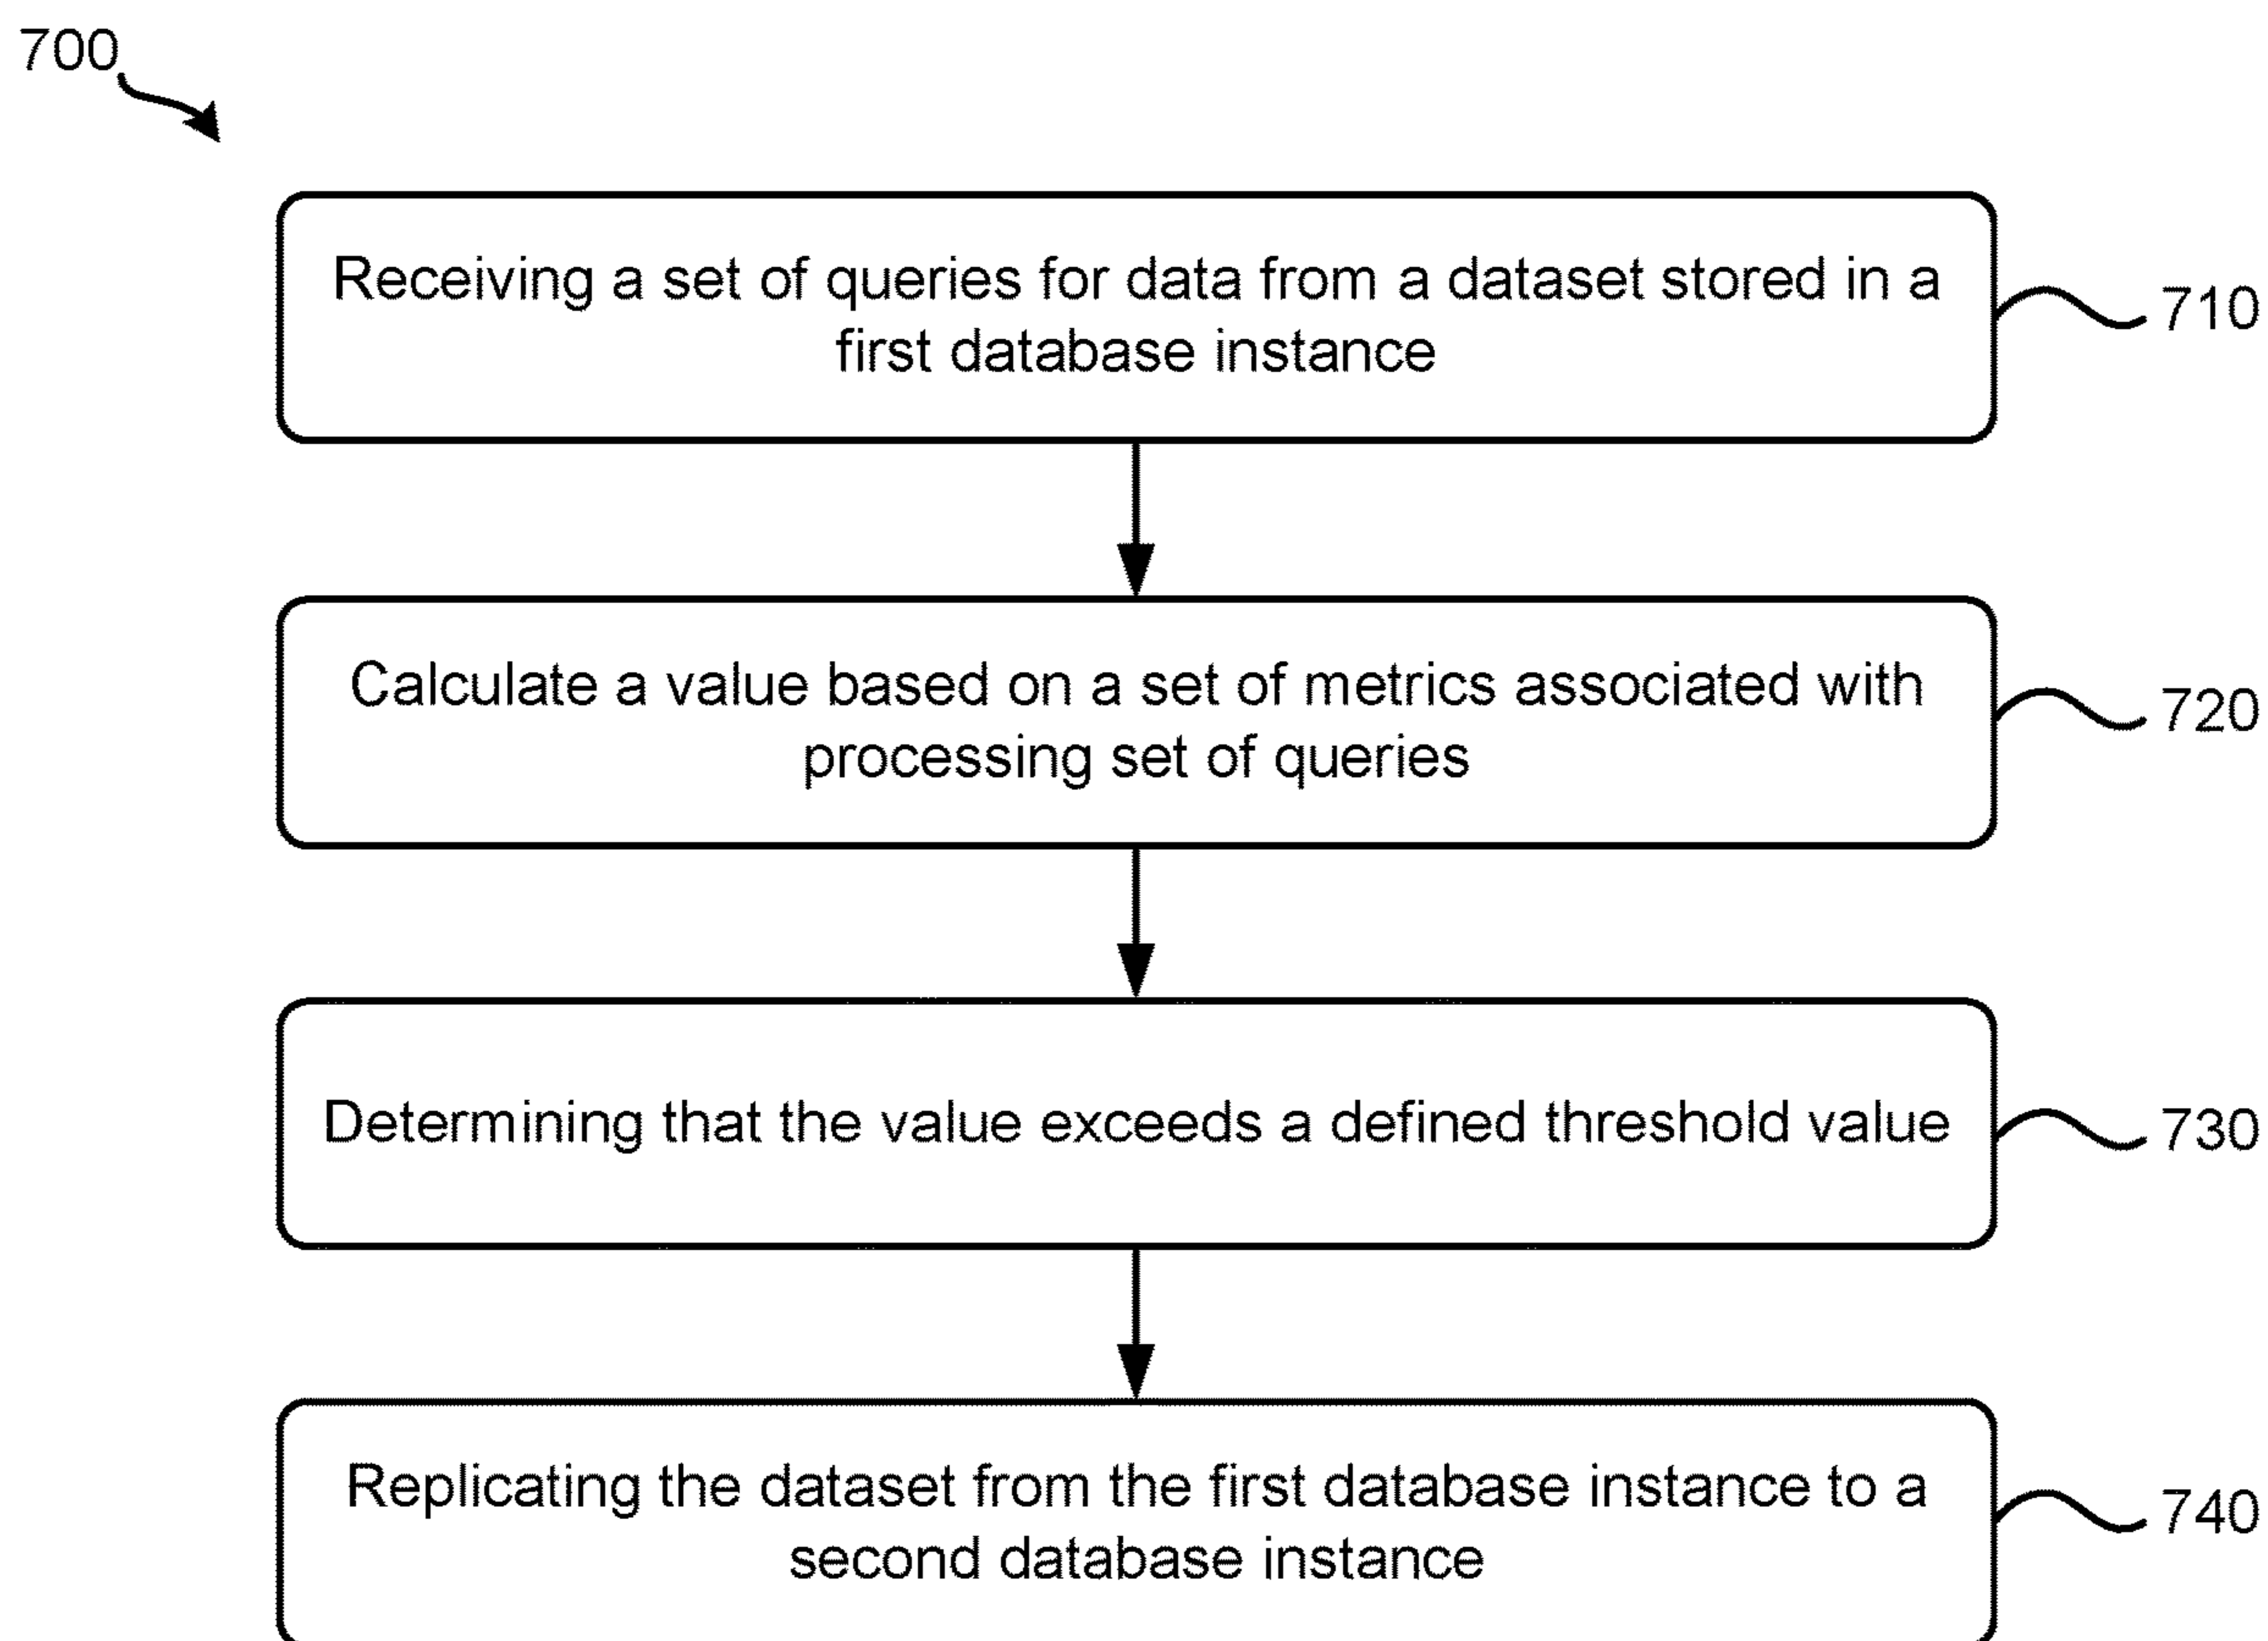 700
Receiving a set of queries for data from a dataset stored in a
first database instance
710
Calculate a value based on a set of metrics associated with
processing set of queries
720
Determining that the value exceeds a defined threshold value
730
Replicating the dataset from the first database instance to a
second database instance
740